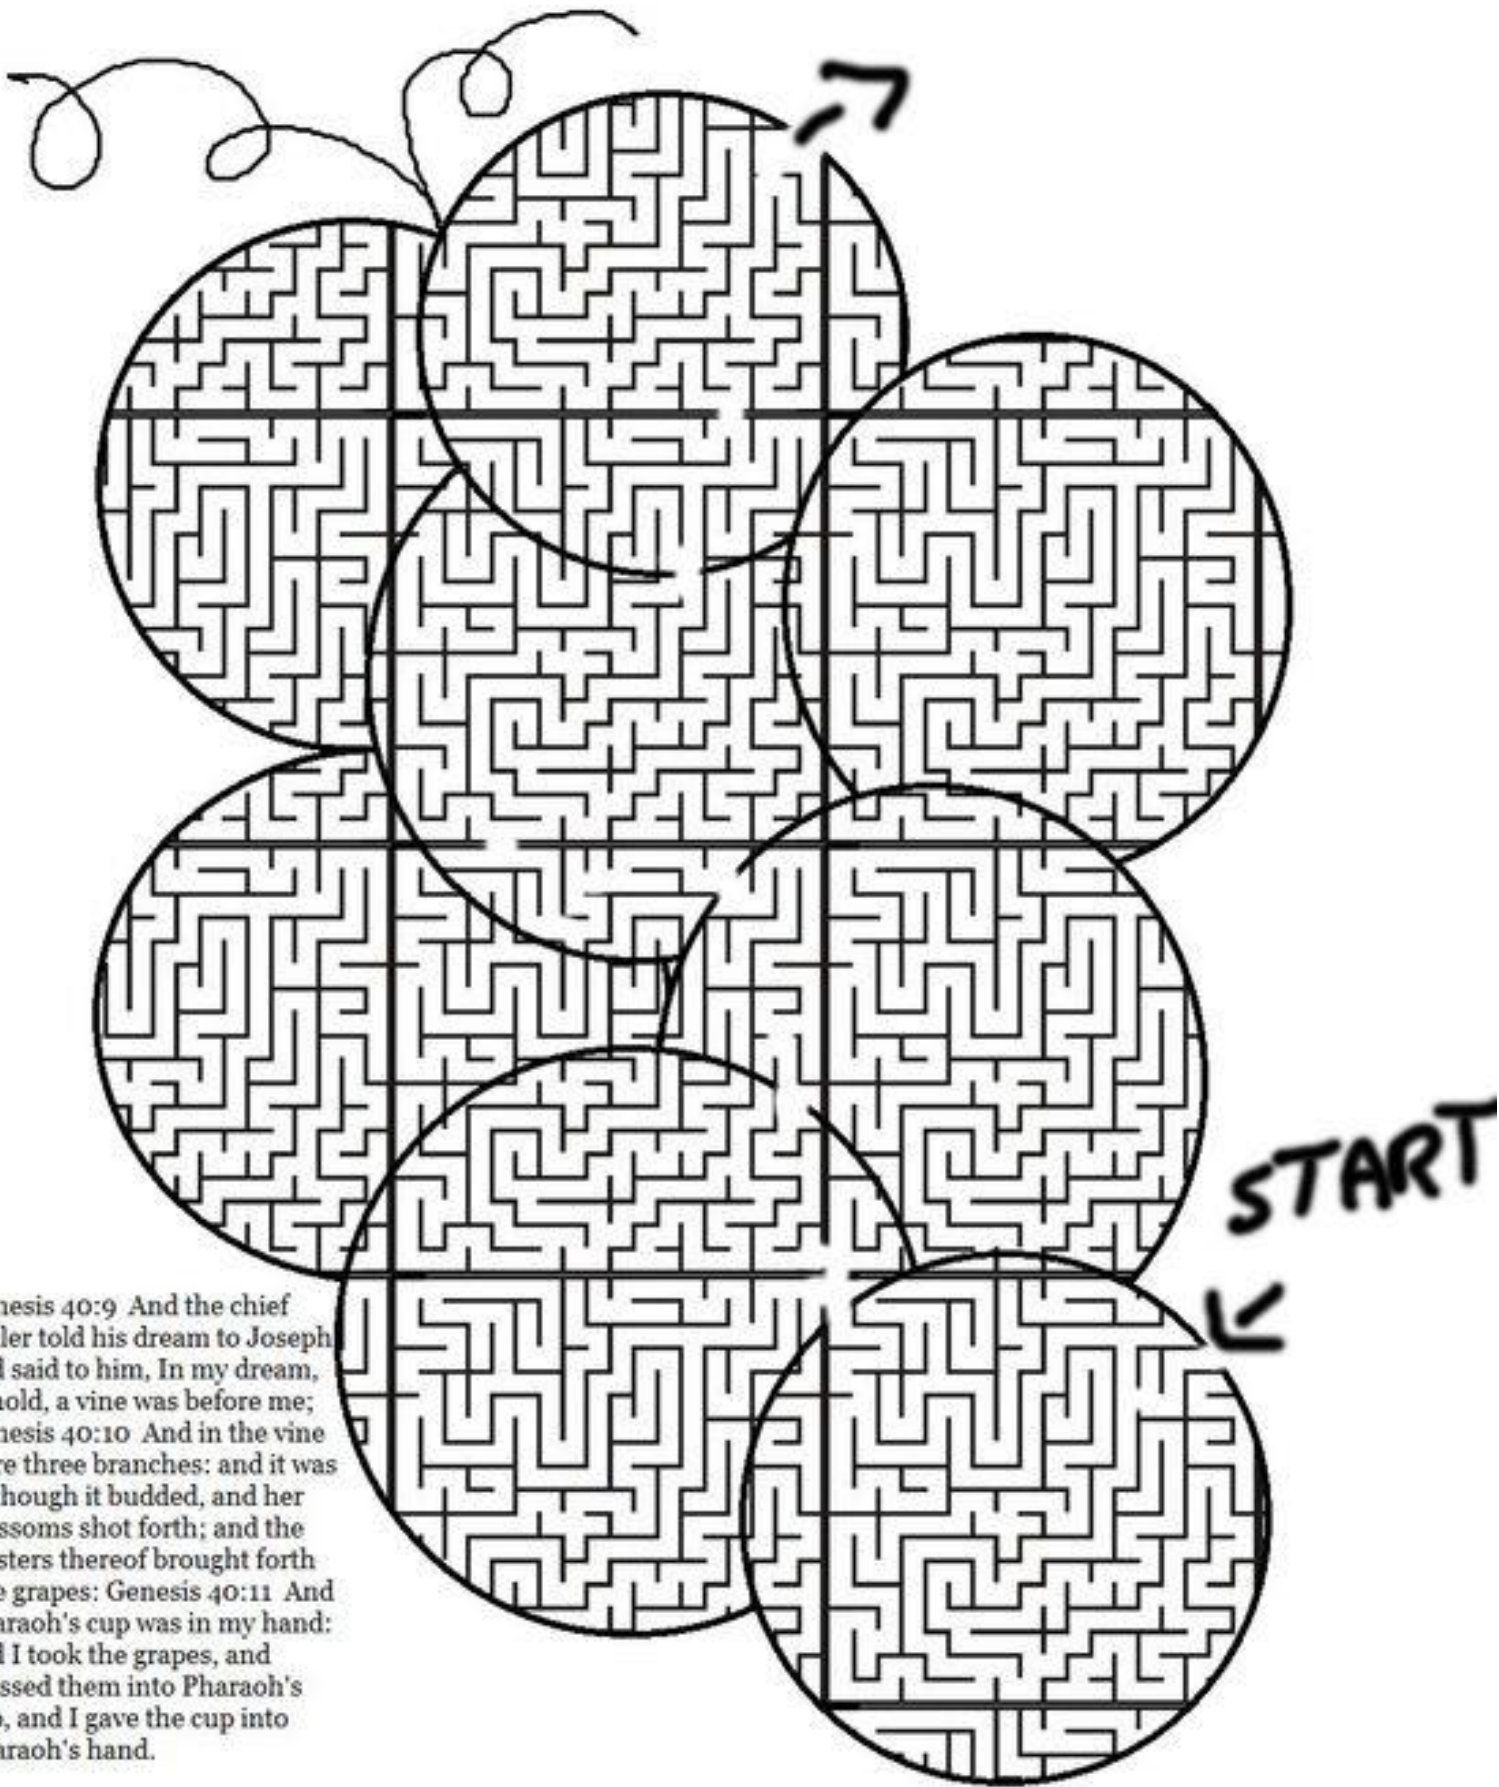 START
nesis 40:9 And the chief
ler told his dream to Joseph
l said to him, In my dream,
hold, a vine was before me;
nesis 40:10 And in the vine
re three branches: and it was
though it budded, and her
ssoms shot forth; and the
sters thereof brought forth
e grapes: Genesis 40:11 And
araoh's cup was in my hand:
l I took the grapes, and
ssed them into Pharaoh's
, and I gave the cup into
araoh's hand.